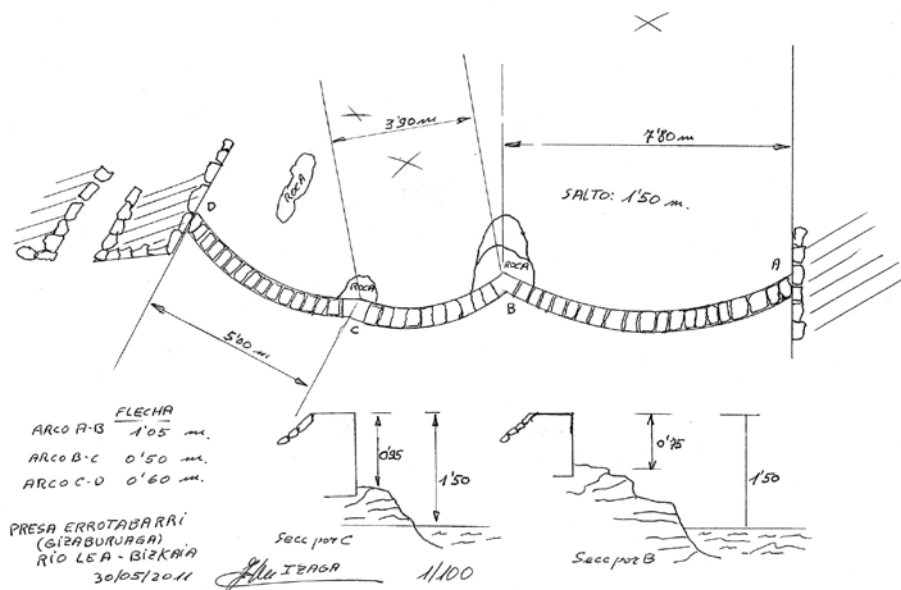 3'90 m
7'80 m
SALTO: 1'50 m.
ROCA
D
A
ROCA
ROCA
B
C
5'00 m
FLECHA
ARCO A-B 1'05 m.
ARCO B-C 0'50 m.
ARCO C-D 0'60 m.
0'95
1'50
0'75
1'50
PRESA ERROTABARRI
(GIZABURUAGA)
RIO LEA - BIZKAIA
30/05/2011
Secc por C
IZAGA
1/100
Secc por B